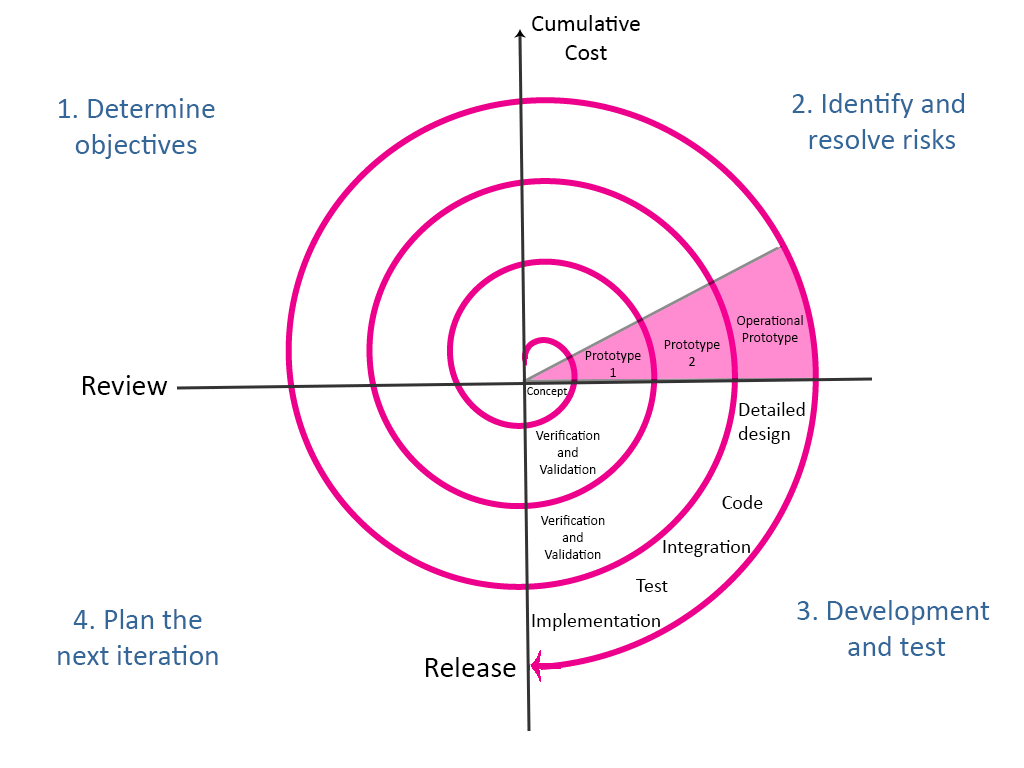 Cumulative
Cost
1. Determine
objectives
2. Identify and
resolve risks
Operational
Prototype
Prototype
2
Prototype
1
Review
Concept
Detailed
design
Verification
and
Validation
Code
Verification
and
Validation
Integration
Test
Implementation
4. Plan the
next iteration
3. Development
and test
Release